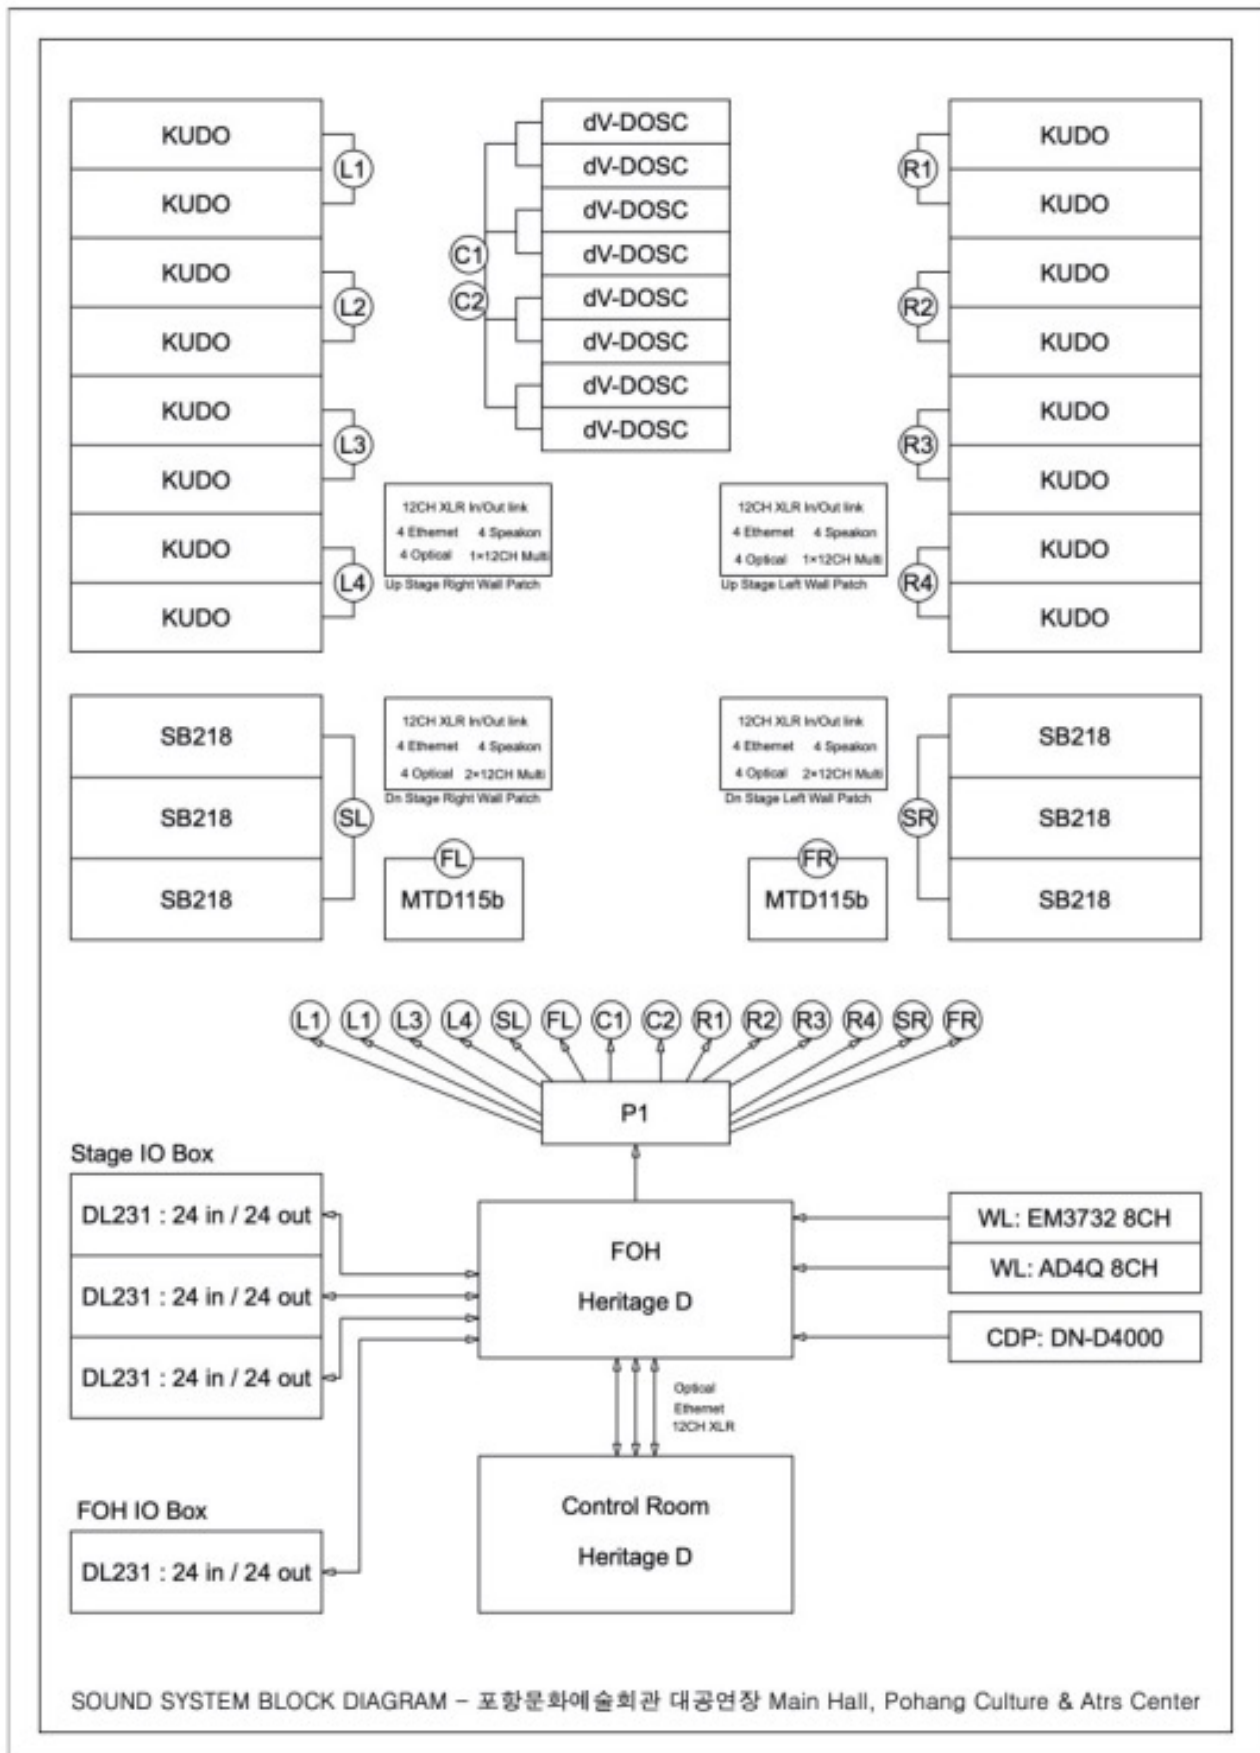 KUDO
KUDO
KUDO
KUDO
KUDO
KUDO
KUDO
KUDO
L1
L2
L3
L4
dV-DOSC
dV-DOSC
dV-DOSC
dV-DOSC
dV-DOSC
dV-DOSC
dV-DOSC
dV-DOSC
C1
C2
KUDO
KUDO
KUDO
KUDO
KUDO
KUDO
KUDO
KUDO
R1
R2
R3
R4
12CH XLR In/Out link
4 Ethernet 4 Speakon
4 Optical 1×12CH Multi
Up Stage Right Wall Patch
12CH XLR In/Out link
4 Ethernet 4 Speakon
4 Optical 1×12CH Multi
Up Stage Left Wall Patch
SB218
SB218
SB218
SL
12CH XLR In/Out link
4 Ethernet 4 Speakon
4 Optical 2×12CH Multi
Dn Stage Right Wall Patch
FL
MTD115b
12CH XLR In/Out link
4 Ethernet 4 Speakon
4 Optical 2×12CH Multi
Dn Stage Left Wall Patch
FR
MTD115b
SB218
SB218
SB218
SR
L1 L1 L3 L4 SL FL C1 C2 R1 R2 R3 R4 SR FR
P1
Stage IO Box
DL231 : 24 in / 24 out
DL231 : 24 in / 24 out
DL231 : 24 in / 24 out
FOH
Heritage D
WL: EM3732 8CH
WL: AD4Q 8CH
CDP: DN-D4000
Optical
Ethernet
12CH XLR
FOH IO Box
DL231 : 24 in / 24 out
Control Room
Heritage D
SOUND SYSTEM BLOCK DIAGRAM – 포항문화예술회관 대공연장 Main Hall, Pohang Culture & Atrs Center